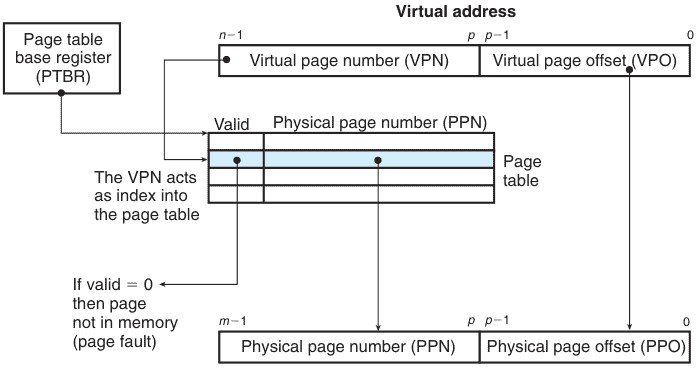 Virtual address
Page table
base register
(PTBR)
n−1
p
p−1
0
Virtual page number (VPN)
Virtual page offset (VPO)
Valid
Physical page number (PPN)
The VPN acts
as index into
the page table
Page
table
If valid = 0
then page
not in memory
(page fault)
m−1
p
p−1
0
Physical page number (PPN)
Physical page offset (PPO)